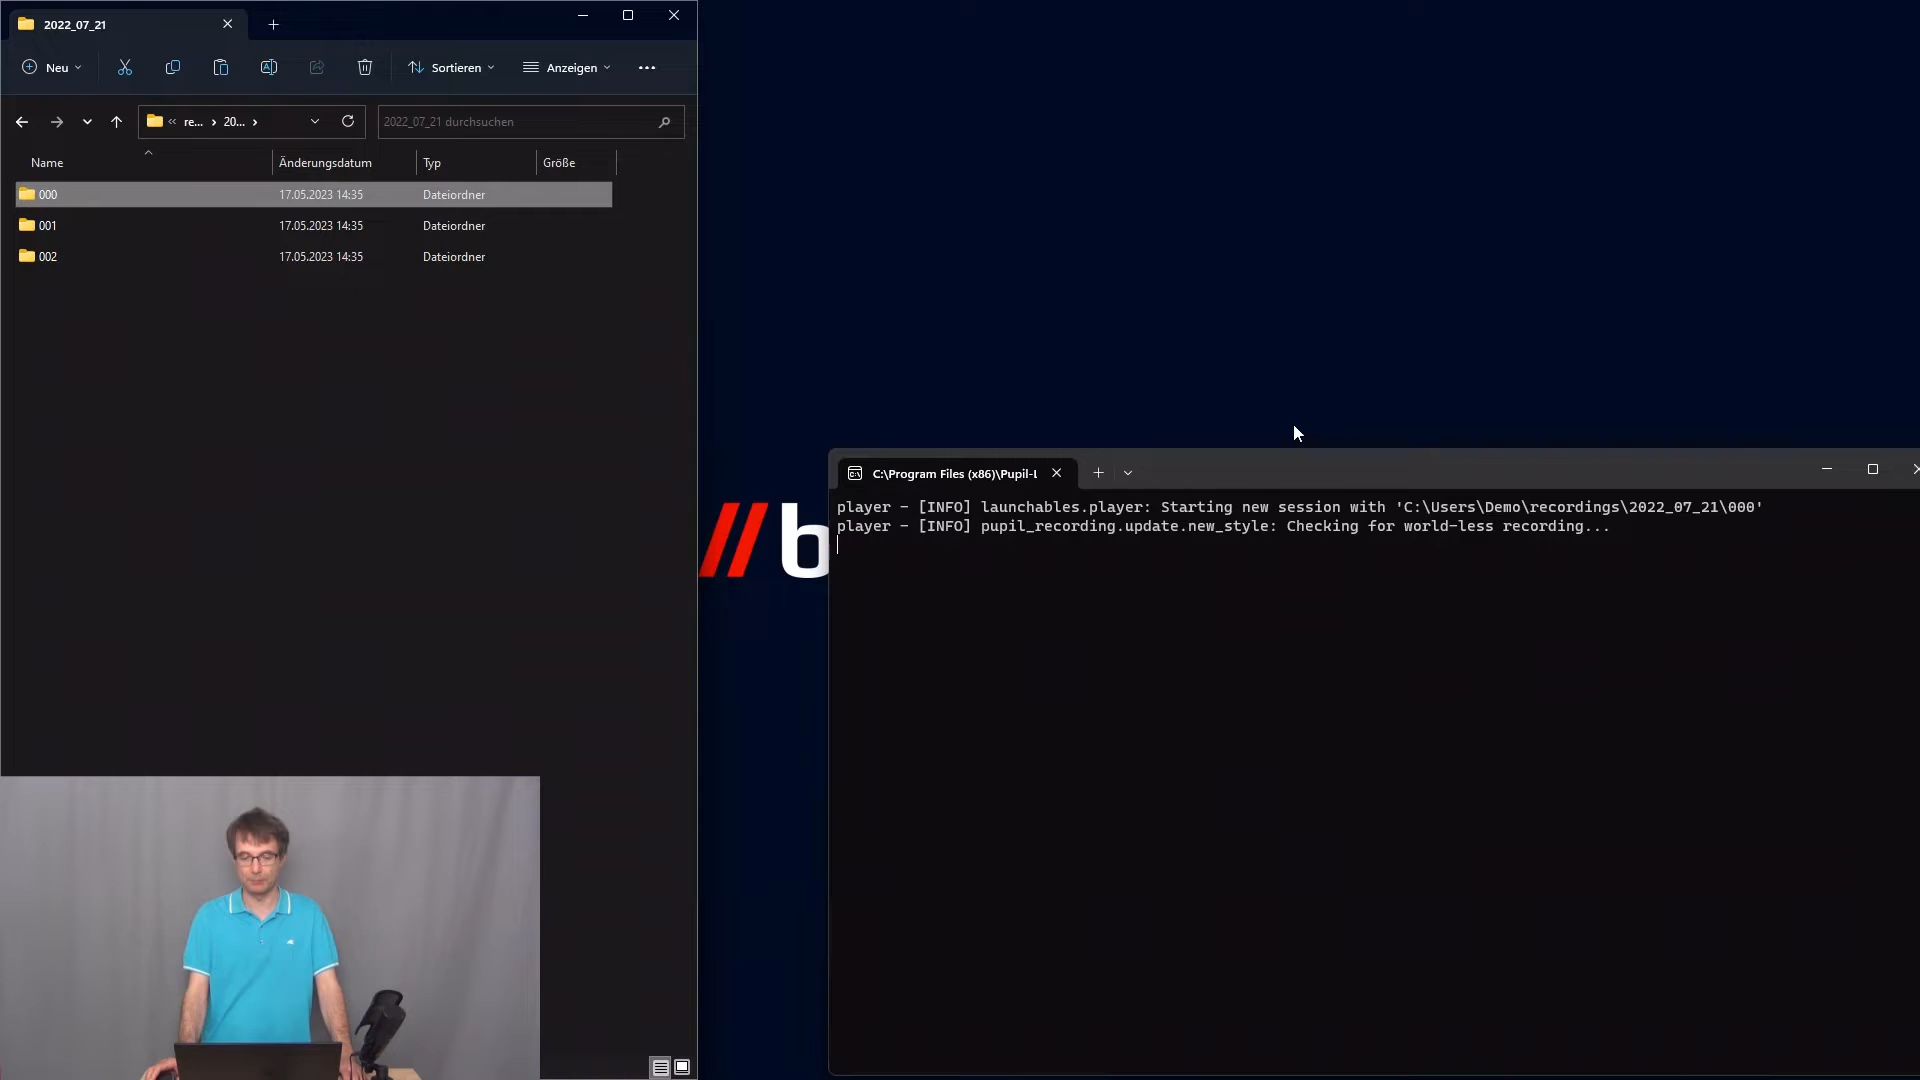 2022_07_21
Neu
Sortieren
Anzeigen
« re... › 20... ›
2022_07_21 durchsuchen
Name
Änderungsdatum
Typ
Größe
000 17.05.2023 14:35 Dateiordner
001 17.05.2023 14:35 Dateiordner
002 17.05.2023 14:35 Dateiordner
//b
C:\Program Files (x86)\Pupil-L
player - [INFO] launchables.player: Starting new session with 'C:\Users\Demo\recordings\2022_07_21\000'
player - [INFO] pupil_recording.update.new_style: Checking for world-less recording...